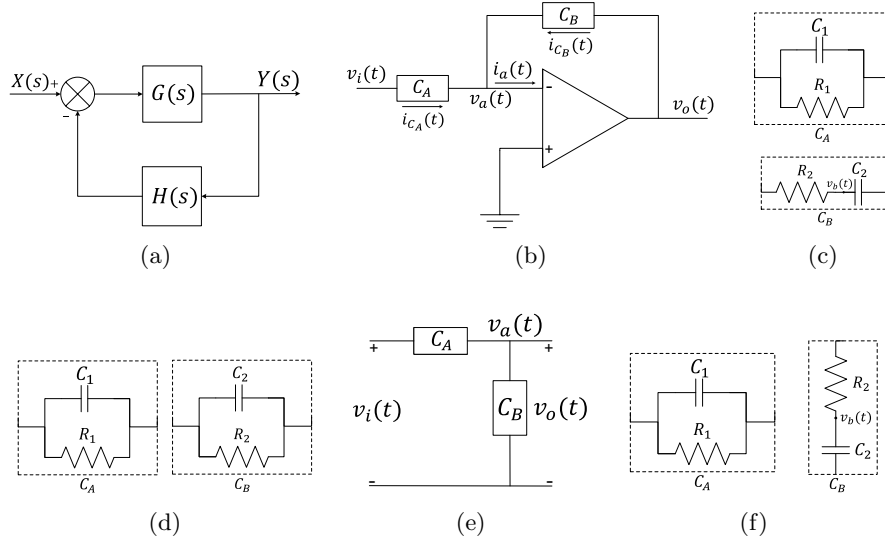 X(s)
+
-
G(s)
Y(s)
H(s)
(a)
C_B
i_{C_B}(t)
v_i(t)
C_A
i_a(t)
v_a(t)
i_{C_A}(t)
-
+
v_o(t)
(b)
C_1
R_1
C_A
R_2
v_b(t)
C_2
C_B
(c)
C_1
R_1
C_A
C_2
R_2
C_B
(d)
v_a(t)
+
C_A
+
v_i(t)
C_B
v_o(t)
-
-
(e)
C_1
R_1
C_A
R_2
v_b(t)
C_2
C_B
(f)